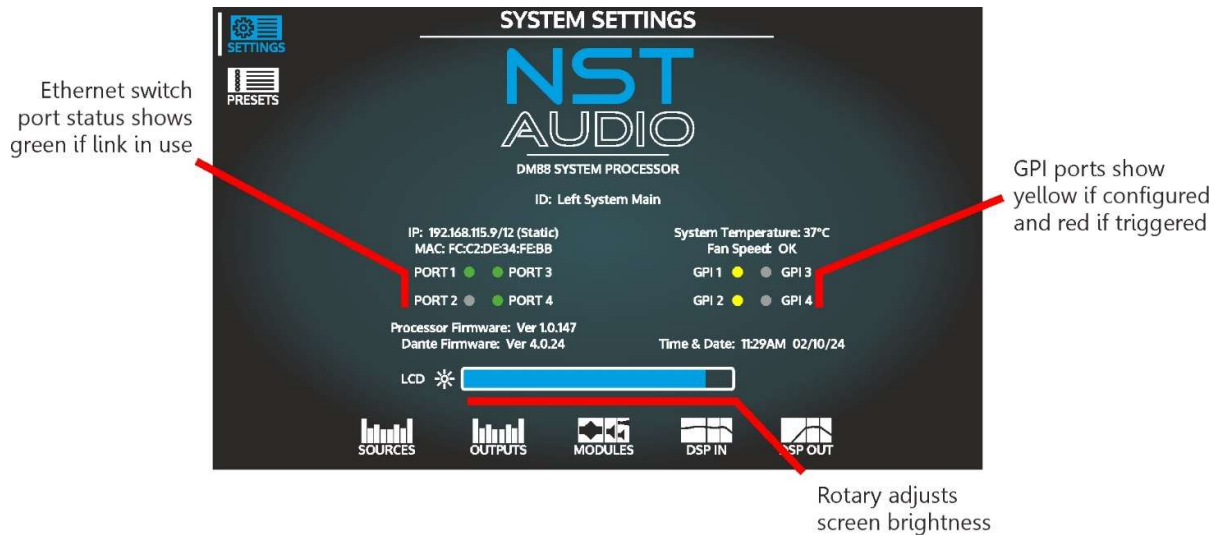 SYSTEM SETTINGS
SETTINGS
PRESETS
NST
AUDIO
DM88 SYSTEM PROCESSOR
ID: Left System Main
Ethernet switch
port status shows
green if link in use
GPI ports show
yellow if configured
and red if triggered
IP: 192.168.115.9/12 (Static)
MAC: FC:C2:DE:34:FE:BB
PORT 1 PORT 3
PORT 2 PORT 4
System Temperature: 37°C
Fan Speed: OK
GPI 1 GPI 3
GPI 2 GPI 4
Processor Firmware: Ver 1.0.147
Dante Firmware: Ver 4.0.24
Time & Date: 11:29AM 02/10/24
LCD
SOURCES OUTPUTS MODULES DSP IN DSP OUT
Rotary adjusts
screen brightness